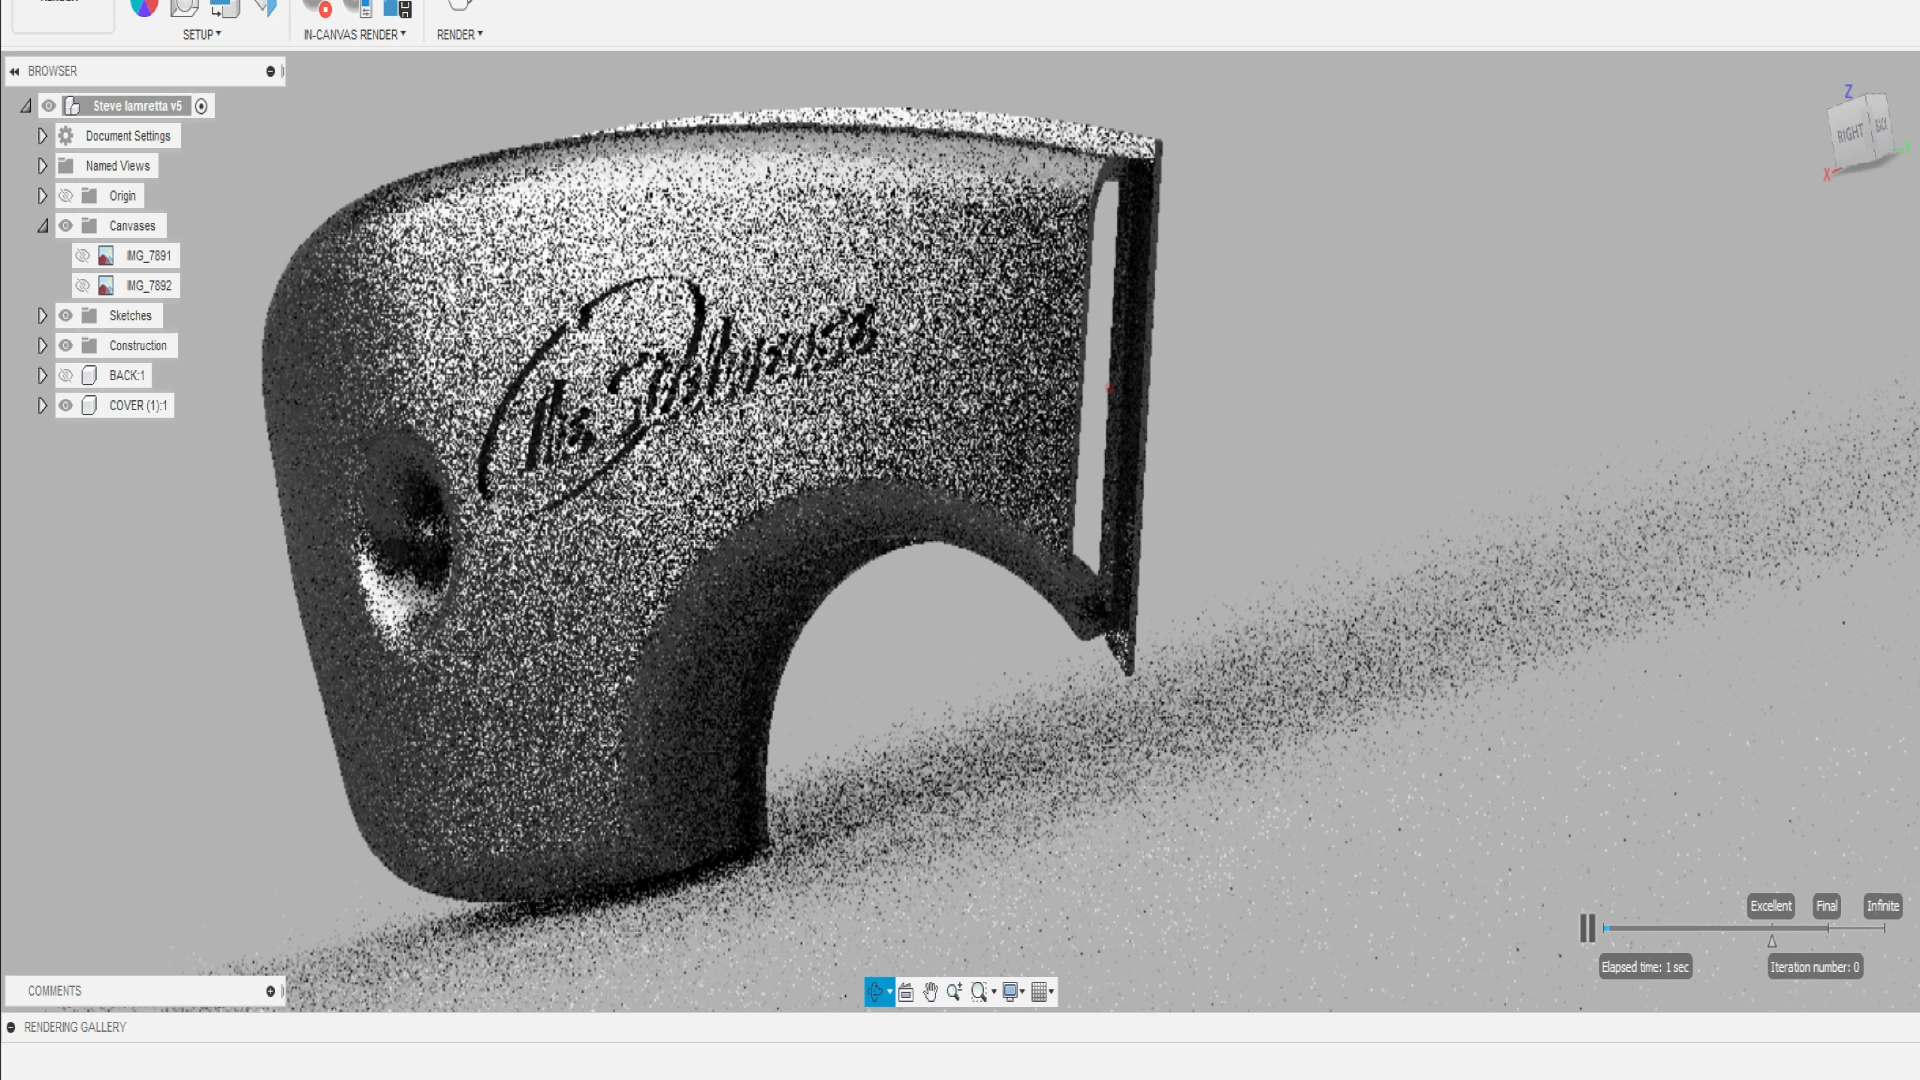 SETUP
IN-CANVAS RENDER
RENDER
BROWSER
Steve lamretta v5
Document Settings
Named Views
Origin
Canvases
IMG_7891
IMG_7892
Sketches
Construction
BACK:1
COVER (1):1
Z
RIGHT
BACK
X
Excellent
Final
Infinite
Elapsed time: 1 sec
Iteration number: 0
COMMENTS
RENDERING GALLERY